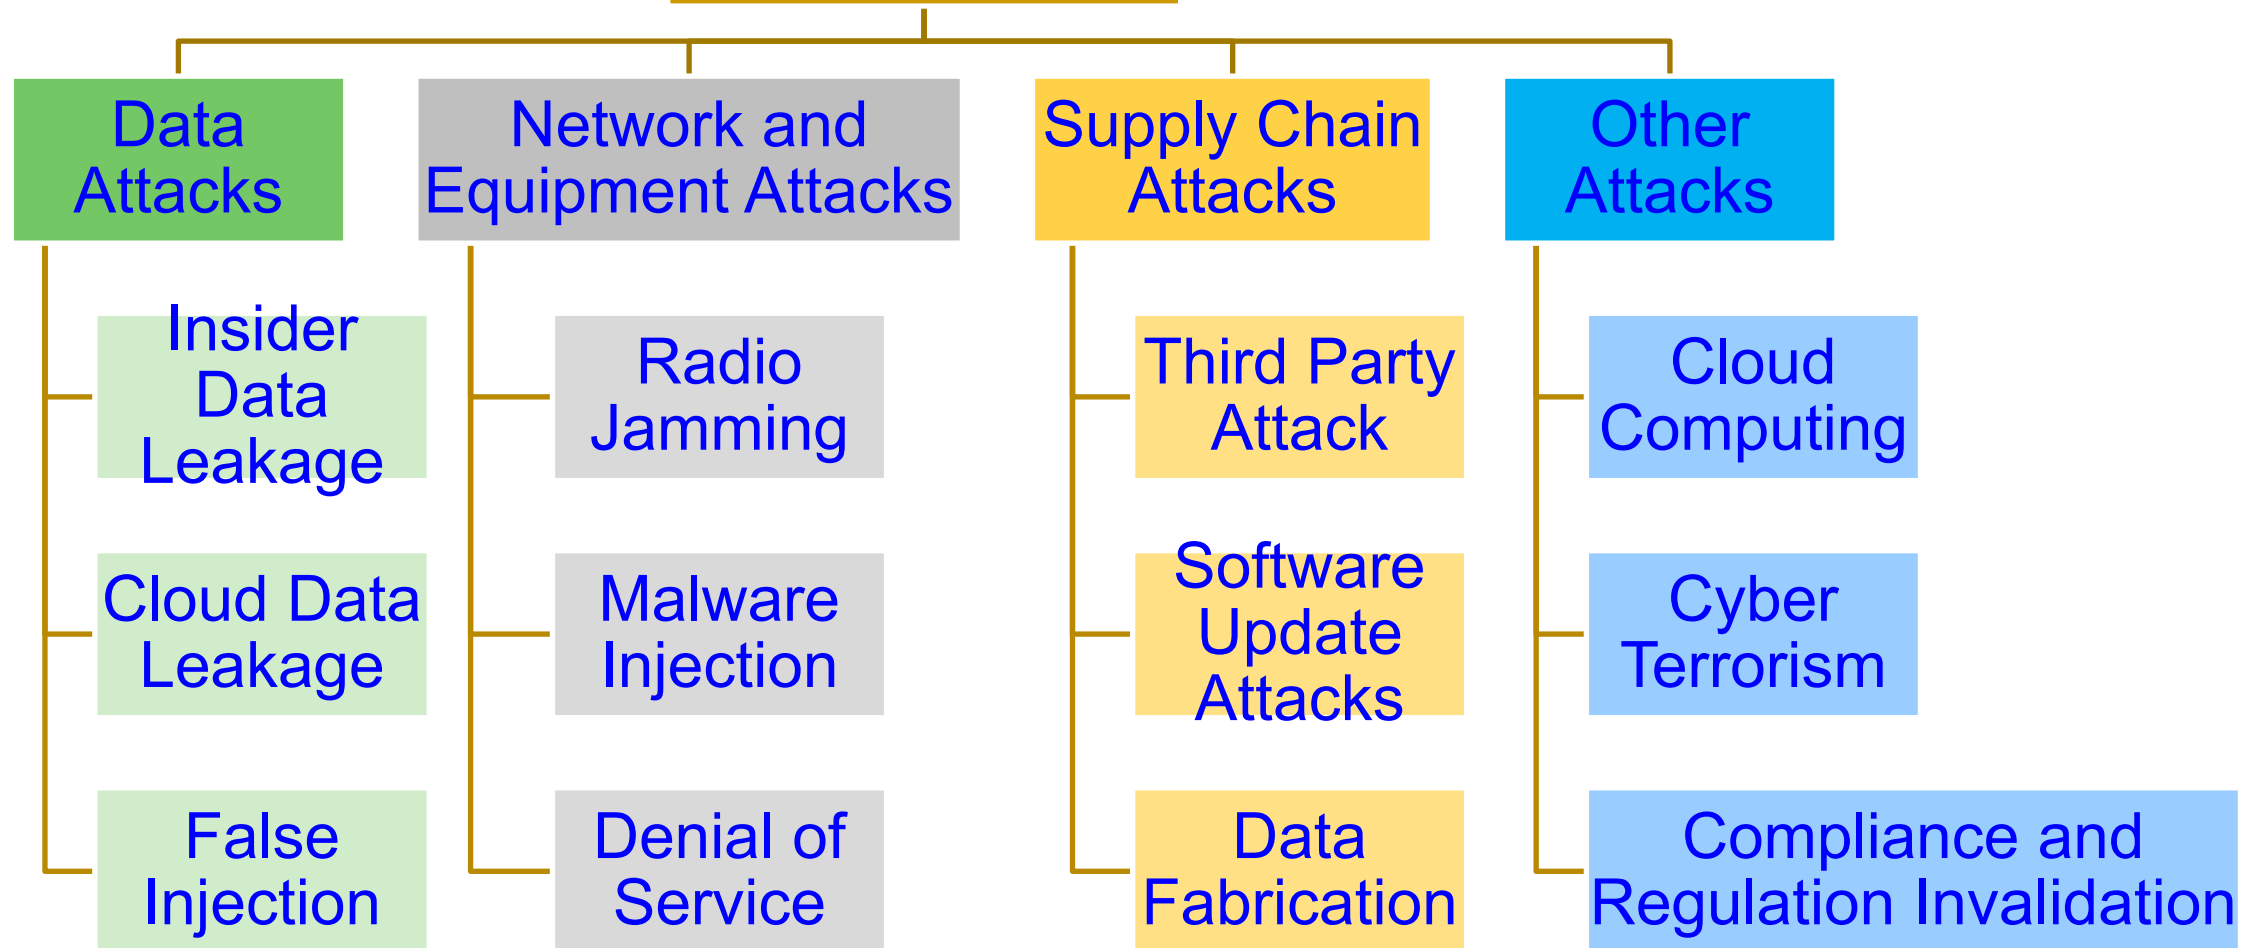 Data
Attacks
Network and
Equipment Attacks
Supply Chain
Attacks
Other
Attacks
Insider
Data
Leakage
Cloud Data
Leakage
False
Injection
Radio
Jamming
Malware
Injection
Denial of
Service
Third Party
Attack
Software
Update
Attacks
Data
Fabrication
Cloud
Computing
Cyber
Terrorism
Compliance and
Regulation Invalidation